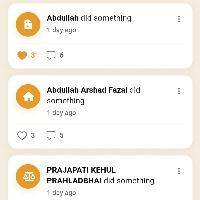 Abdullah did something
1 day ago
3 6
Abdullah Arshad Fazal did
something
1 day ago
3 5
PRAJAPATI KEHUL
PRAHLADBHAI did something
1 day ago